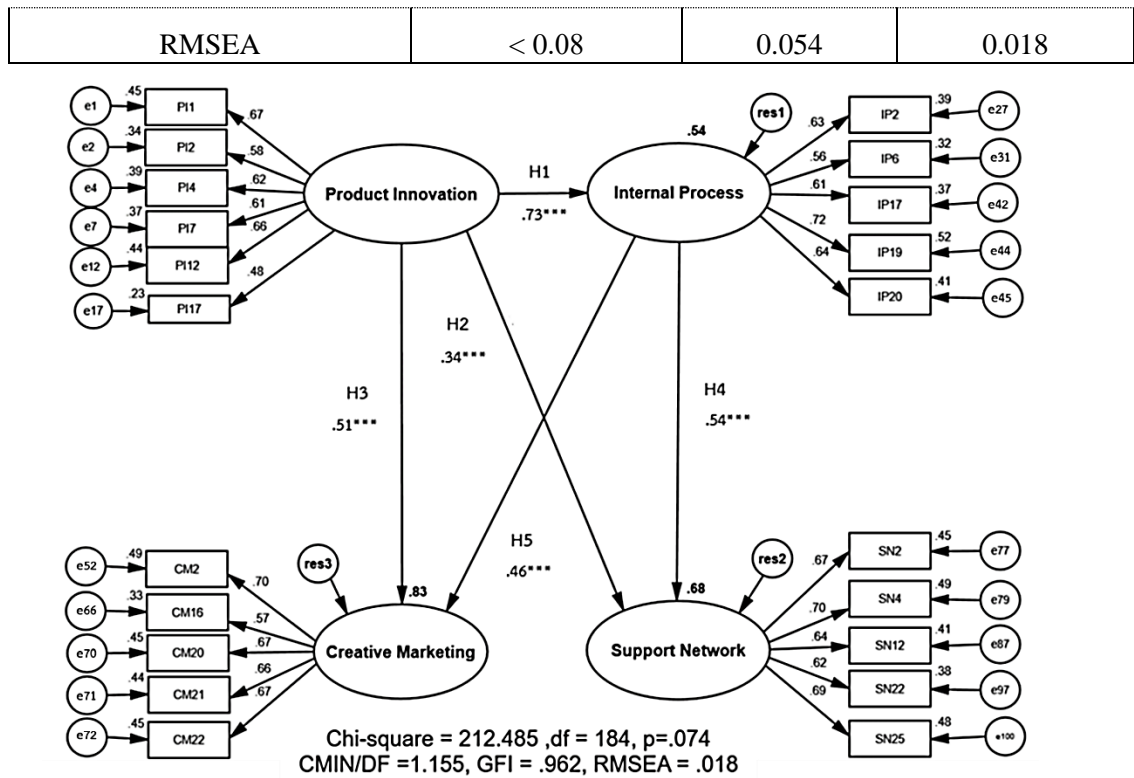 RMSEA < 0.08 0.054 0.018
e1 .45 PI1 .67
e2 .34 PI2 .58
e4 .39 PI4 .62
e7 .37 PI7 .61
e12 .44 PI12 .66
e17 .23 PI17 .48
Product Innovation
H1
.73***
res1
.54
Internal Process
.63 IP2 .39 e27
.56 IP6 .32 e31
.61 IP17 .37 e42
.72 IP19 .52 e44
.64 IP20 .41 e45
H2
.34***
H3
.51***
H4
.54***
H5
.46***
e52 .49 CM2 .70
e66 .33 CM16 .57
e70 .45 CM20 .67
e71 .44 CM21 .66
e72 .45 CM22 .67
res3
.83
Creative Marketing
res2
.68
Support Network
.67 SN2 .45 e77
.70 SN4 .49 e79
.64 SN12 .41 e87
.62 SN22 .38 e97
.69 SN25 .48 e100
Chi-square = 212.485 ,df = 184, p=.074
CMIN/DF =1.155, GFI = .962, RMSEA = .018